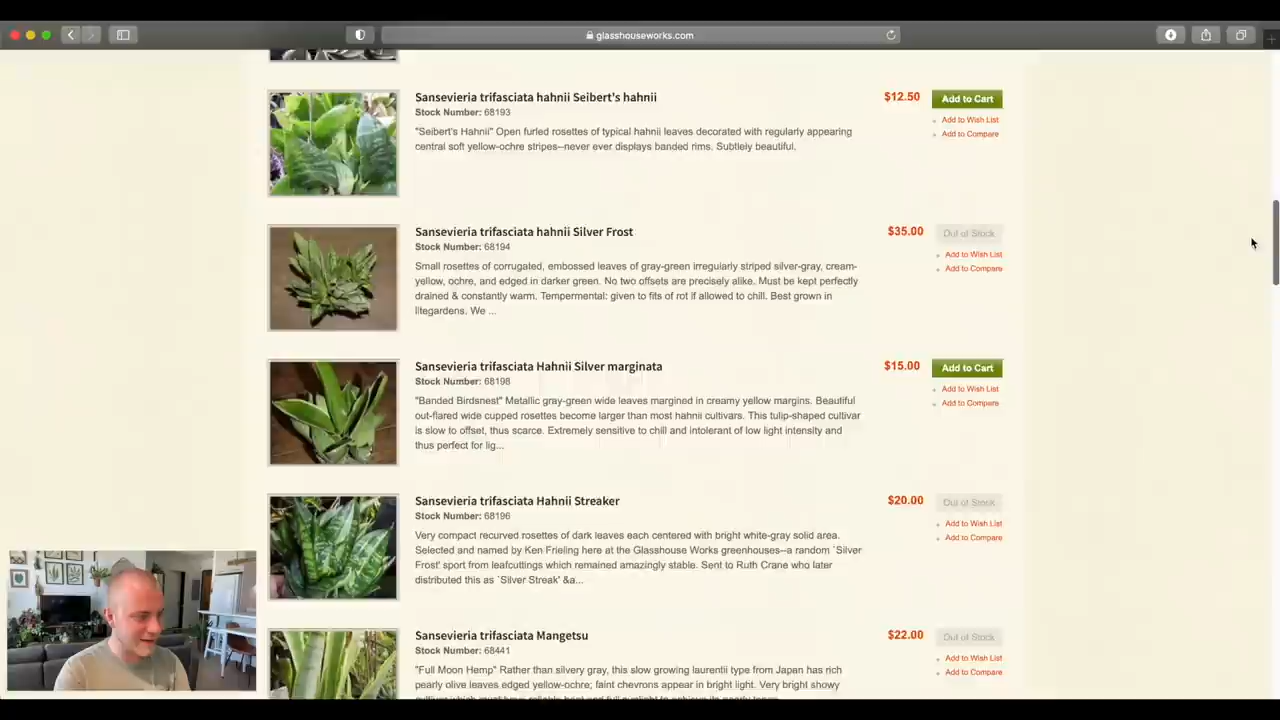 glasshouseworks.com
Sansevieria trifasciata hahnii Seibert's hahnii
Stock Number: 68193
"Seibert's Hahnii" Open furled rosettes of typical hahnii leaves decorated with regularly appearing
central soft yellow-ochre stripes--never ever displays banded rims. Subtlely beautiful.
$12.50
Add to Cart
Add to Wish List
Add to Compare
Sansevieria trifasciata hahnii Silver Frost
Stock Number: 68194
Small rosettes of corrugated, embossed leaves of gray-green irregularly striped silver-gray, cream-
yellow, ochre, and edged in darker green. No two offsets are precisely alike. Must be kept perfectly
drained & constantly warm. Tempermental: given to fits of rot if allowed to chill. Best grown in
litegardens. We ...
$35.00
Out of Stock
Add to Wish List
Add to Compare
Sansevieria trifasciata Hahnii Silver marginata
Stock Number: 68198
"Banded Birdsnest" Metallic gray-green wide leaves margined in creamy yellow margins. Beautiful
out-flared wide cupped rosettes become larger than most hahnii cultivars. This tulip-shaped cultivar
is slow to offset, thus scarce. Extremely sensitive to chill and intolerant of low light intensity and
thus perfect for lig...
$15.00
Add to Cart
Add to Wish List
Add to Compare
Sansevieria trifasciata Hahnii Streaker
Stock Number: 68196
Very compact recurved rosettes of dark leaves each centered with bright white-gray solid area.
Selected and named by Ken Frieling here at the Glasshouse Works greenhouses--a random `Silver
Frost' sport from leafcuttings which remained amazingly stable. Sent to Ruth Crane who later
distributed this as `Silver Streak' &a...
$20.00
Out of Stock
Add to Wish List
Add to Compare
Sansevieria trifasciata Mangetsu
Stock Number: 68441
"Full Moon Hemp" Rather than silvery gray, this slow growing laurentii type from Japan has rich
pearly olive leaves edged yellow-ochre; faint chevrons appear in bright light. Very bright showy
$22.00
Out of Stock
Add to Wish List
Add to Compare